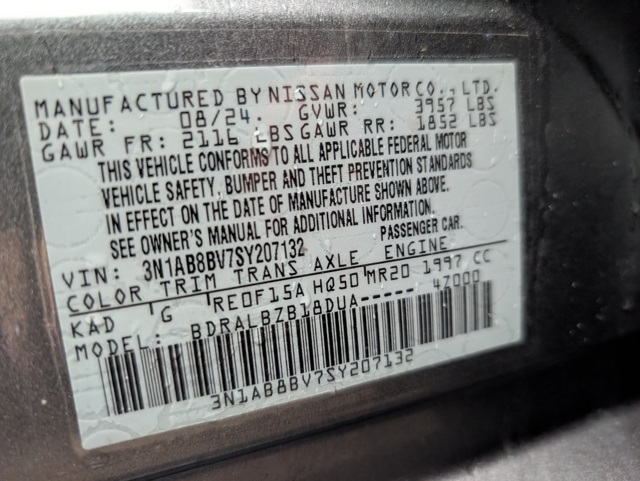 MANUFACTURED BY NISSAN MOTOR CO., LTD.
DATE: 08/24. GVWR: 3957 LBS
GAWR FR: 2116 LBS GAWR RR: 1852 LBS
THIS VEHICLE CONFORMS TO ALL APPLICABLE FEDERAL MOTOR
VEHICLE SAFETY, BUMPER AND THEFT PREVENTION STANDARDS
IN EFFECT ON THE DATE OF MANUFACTURE SHOWN ABOVE.
SEE OWNER'S MANUAL FOR ADDITIONAL INFORMATION.
VIN: 3N1AB8BV7SY207132 PASSENGER CAR.
COLOR TRIM TRANS AXLE ENGINE
KAD G RE0F15A HQ50 MR20 1997 CC
MODEL: BDRALBZB18DUA----- 47000
3N1AB8BV7SY207132